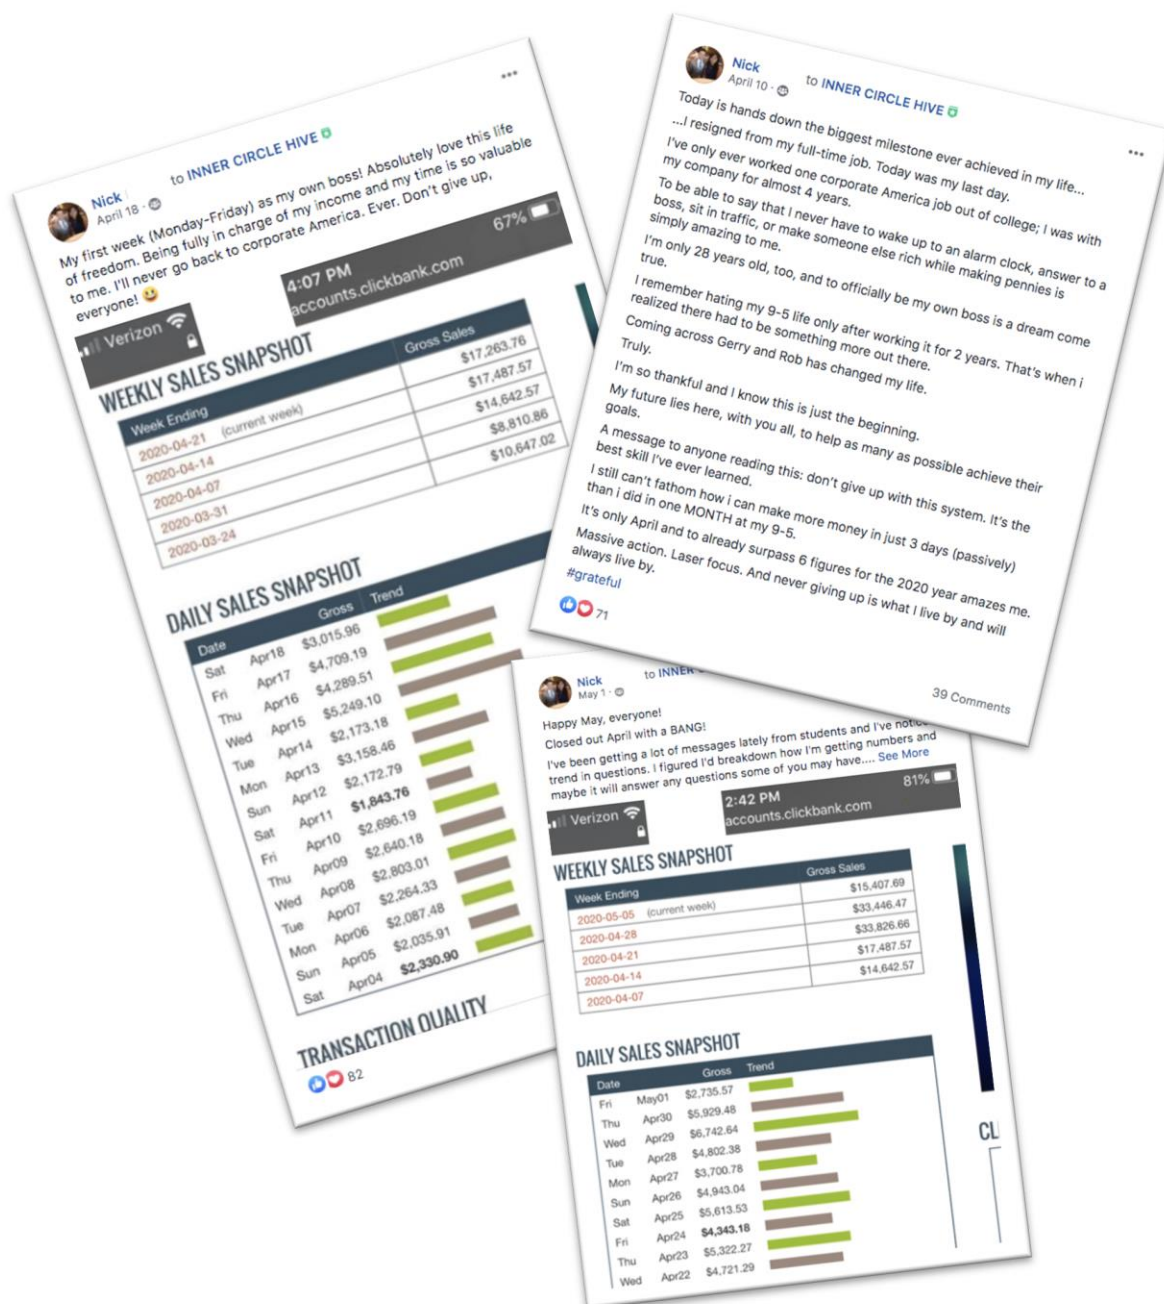 Nick to INNER CIRCLE HIVE
April 18 ·
My first week (Monday-Friday) as my own boss! Absolutely love this life
of freedom. Being fully in charge of my income and my time is so valuable
to me. I'll never go back to corporate America. Ever. Don't give up,
everyone! 😃
Verizon
4:07 PM 67%
accounts.clickbank.com
WEEKLY SALES SNAPSHOT
Week Ending Gross Sales
2020-04-21 (current week) $17,263.76
2020-04-14 $17,487.57
2020-04-07 $14,642.57
2020-03-31 $8,810.86
2020-03-24 $10,647.02
DAILY SALES SNAPSHOT
Date Gross Trend
Sat Apr18 $3,015.96
Fri Apr17 $4,709.19
Thu Apr16 $4,289.51
Wed Apr15 $5,249.10
Tue Apr14 $2,173.18
Mon Apr13 $3,158.46
Sun Apr12 $2,172.79
Sat Apr11 $1,843.76
Fri Apr10 $2,696.19
Thu Apr09 $2,640.18
Wed Apr08 $2,803.01
Tue Apr07 $2,264.33
Mon Apr06 $2,087.48
Sun Apr05 $2,035.91
Sat Apr04 $2,330.90
TRANSACTION QUALITY
82
Nick to INNER CIRCLE HIVE
April 10 ·
Today is hands down the biggest milestone ever achieved in my life...
...I resigned from my full-time job. Today was my last day.
I've only ever worked one corporate America job out of college; I was with
my company for almost 4 years.
To be able to say that I never have to wake up to an alarm clock, answer to a
boss, sit in traffic, or make someone else rich while making pennies is
simply amazing to me.
I'm only 28 years old, too, and to officially be my own boss is a dream come
true.
I remember hating my 9-5 life only after working it for 2 years. That's when i
realized there had to be something more out there.
Coming across Gerry and Rob has changed my life.
Truly.
I'm so thankful and I know this is just the beginning.
My future lies here, with you all, to help as many as possible achieve their
goals.
A message to anyone reading this: don't give up with this system. It's the
best skill I've ever learned.
I still can't fathom how i can make more money in just 3 days (passively)
than i did in one MONTH at my 9-5.
It's only April and to already surpass 6 figures for the 2020 year amazes me.
Massive action. Laser focus. And never giving up is what I live by and will
always live by.
#grateful
71
39 Comments
Nick to INNER
May 1 ·
Happy May, everyone!
Closed out April with a BANG!
I've been getting a lot of messages lately from students and I've
trend in questions. I figured I'd breakdown how I'm getting numbers and
maybe it will answer any questions some of you may have.... See More
Verizon
2:42 PM 81%
accounts.clickbank.com
WEEKLY SALES SNAPSHOT
Week Ending Gross Sales
2020-05-05 (current week) $15,407.69
2020-04-28 $33,446.47
2020-04-21 $33,826.66
2020-04-14 $17,487.57
2020-04-07 $14,642.57
DAILY SALES SNAPSHOT
Date Gross Trend
Fri May01 $2,735.57
Thu Apr30 $5,929.48
Wed Apr29 $6,742.64
Tue Apr28 $4,802.38
Mon Apr27 $3,700.78
Sun Apr26 $4,943.04
Sat Apr25 $5,613.53
Fri Apr24 $4,343.18
Thu Apr23 $5,322.27
Wed Apr22 $4,721.29
CL